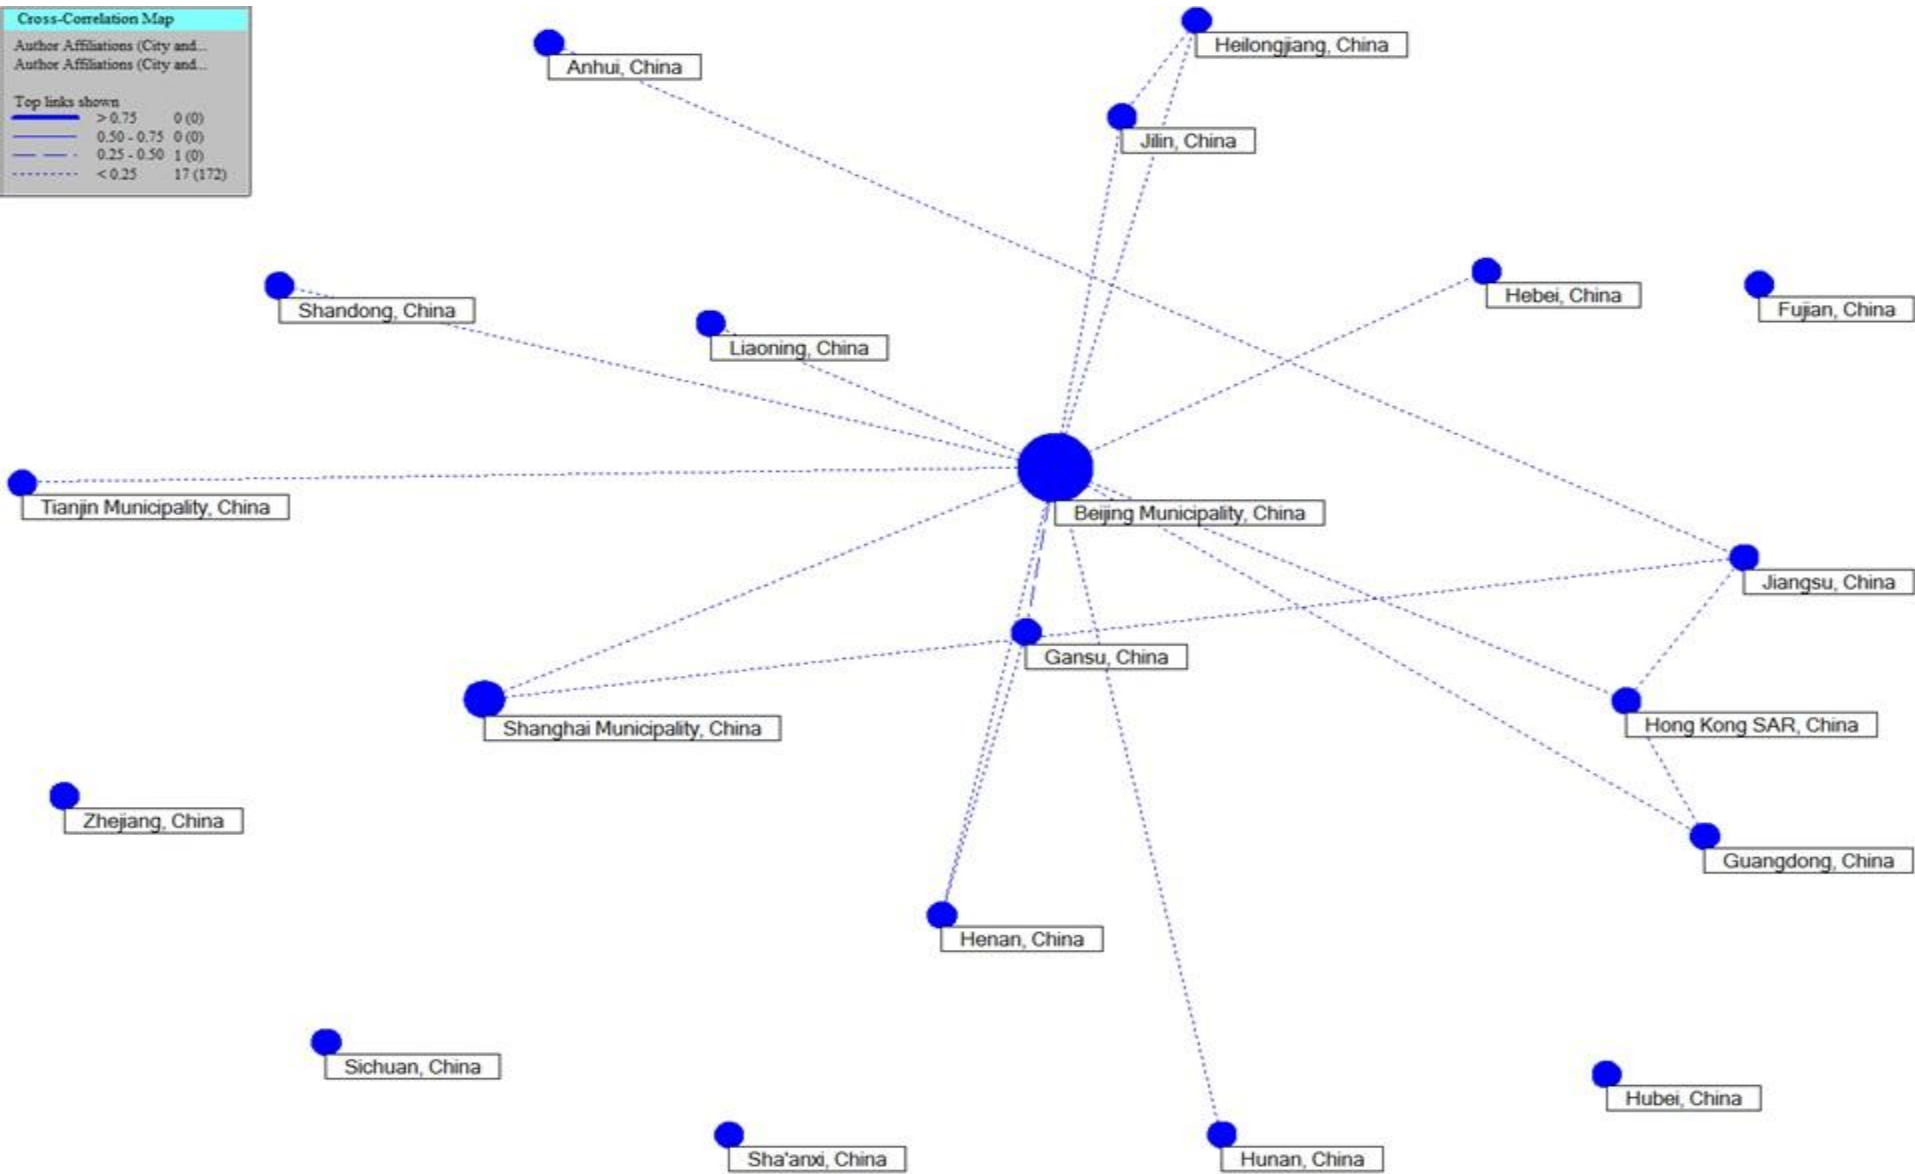 Cross-Correlation Map
Author Affiliations (City and...
Author Affiliations (City and...
Top links shown
> 0.75 0 (0)
0.50 - 0.75 0 (0)
0.25 - 0.50 1 (0)
< 0.25 17 (172)
Heilongjiang, China
Anhui, China
Jilin, China
Hebei, China
Fujian, China
Shandong, China
Liaoning, China
Tianjin Municipality, China
Beijing Municipality, China
Jiangsu, China
Gansu, China
Shanghai Municipality, China
Hong Kong SAR, China
Zhejiang, China
Guangdong, China
Henan, China
Sichuan, China
Hubei, China
Sha'anxi, China
Hunan, China